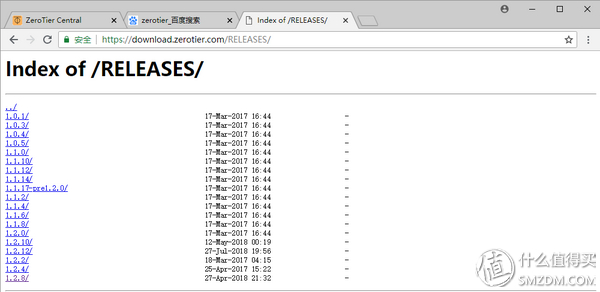 ZeroTier Central
zerotier_百度搜索
Index of /RELEASES/
安全
https://download.zerotier.com/RELEASES/
Index of /RELEASES/
../
1.0.1/ 17-Mar-2017 16:44 -
1.0.3/ 17-Mar-2017 16:44 -
1.0.4/ 17-Mar-2017 16:44 -
1.0.5/ 17-Mar-2017 16:44 -
1.1.0/ 17-Mar-2017 16:44 -
1.1.10/ 17-Mar-2017 16:44 -
1.1.12/ 17-Mar-2017 16:44 -
1.1.14/ 17-Mar-2017 16:44 -
1.1.17-pre1.2.0/ 17-Mar-2017 16:44 -
1.1.2/ 17-Mar-2017 16:44 -
1.1.4/ 17-Mar-2017 16:44 -
1.1.6/ 17-Mar-2017 16:44 -
1.1.8/ 17-Mar-2017 16:44 -
1.2.0/ 17-Mar-2017 16:44 -
1.2.10/ 12-May-2018 00:19 -
1.2.12/ 27-Jul-2018 19:56 -
1.2.2/ 18-Mar-2017 04:15 -
1.2.4/ 25-Apr-2017 15:22 -
1.2.8/ 27-Apr-2018 21:32 -
值 什么值得买
SMZDM.COM